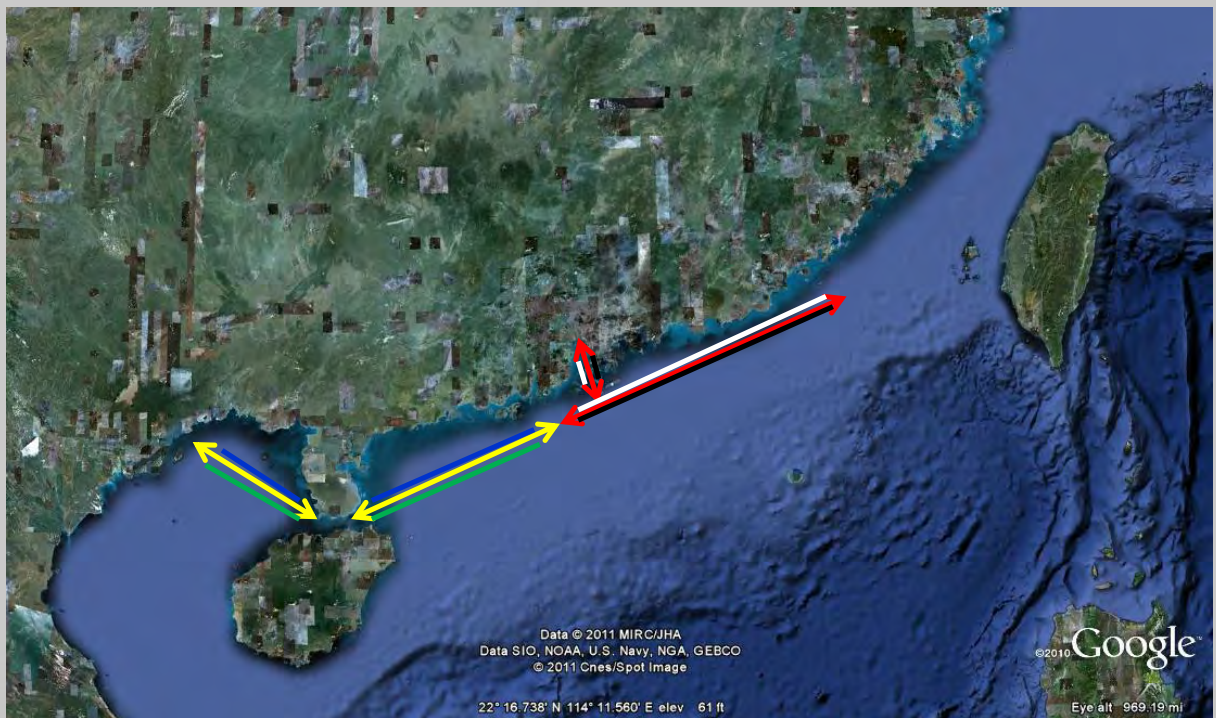 Data © 2011 MIRC/JHA
Data SIO, NOAA, U.S. Navy, NGA, GEBCO
© 2011 Cnes/Spot Image
©2010 Google
22° 16.738' N 114° 11.560' E elev 61 ft
Eye alt 969.19 mi